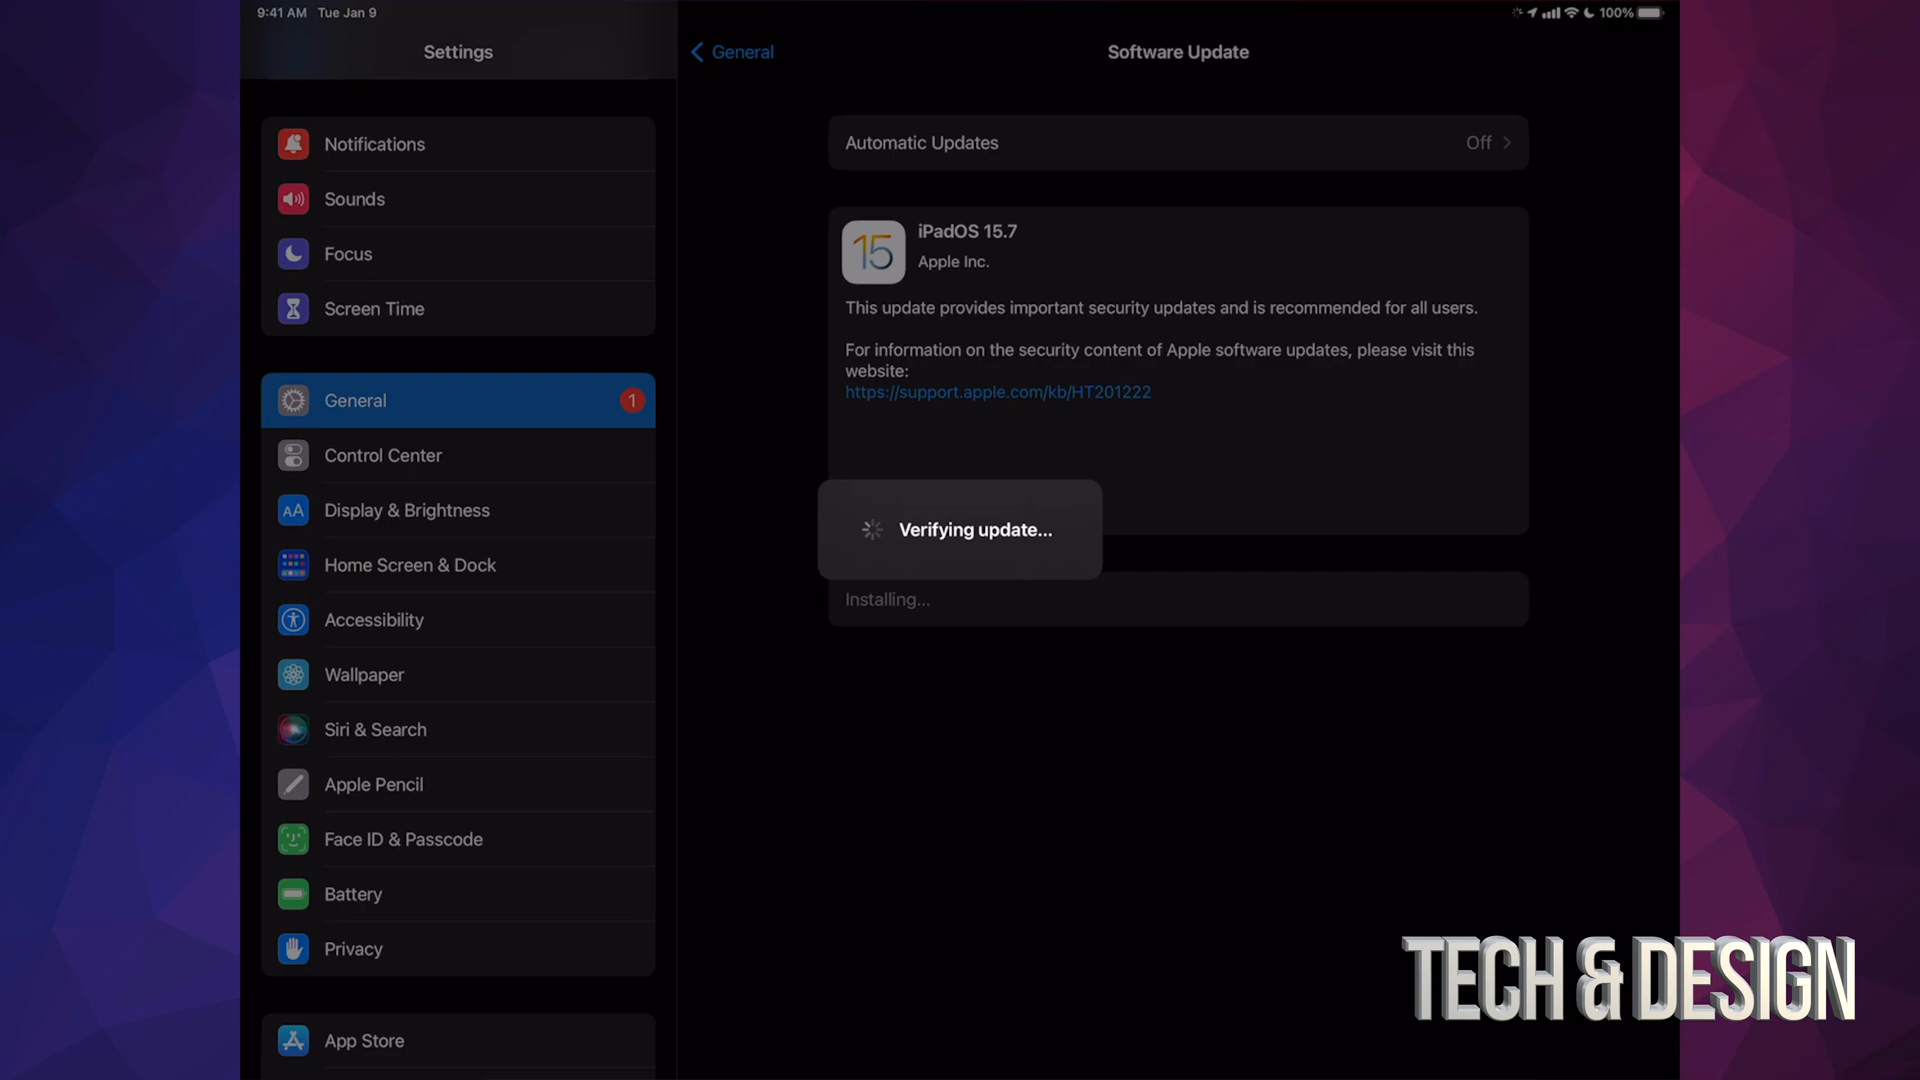 9:41 AM Tue Jan 9
100%
Settings
General
Software Update
Notifications
Sounds
Focus
Screen Time
General
1
Control Center
AA
Display & Brightness
Home Screen & Dock
Accessibility
Wallpaper
Siri & Search
Apple Pencil
Face ID & Passcode
Battery
Privacy
App Store
Automatic Updates
Off
15
iPadOS 15.7
Apple Inc.
This update provides important security updates and is recommended for all users.
For information on the security content of Apple software updates, please visit this
website:
https://support.apple.com/kb/HT201222
Verifying update...
Installing...
TECH & DESIGN